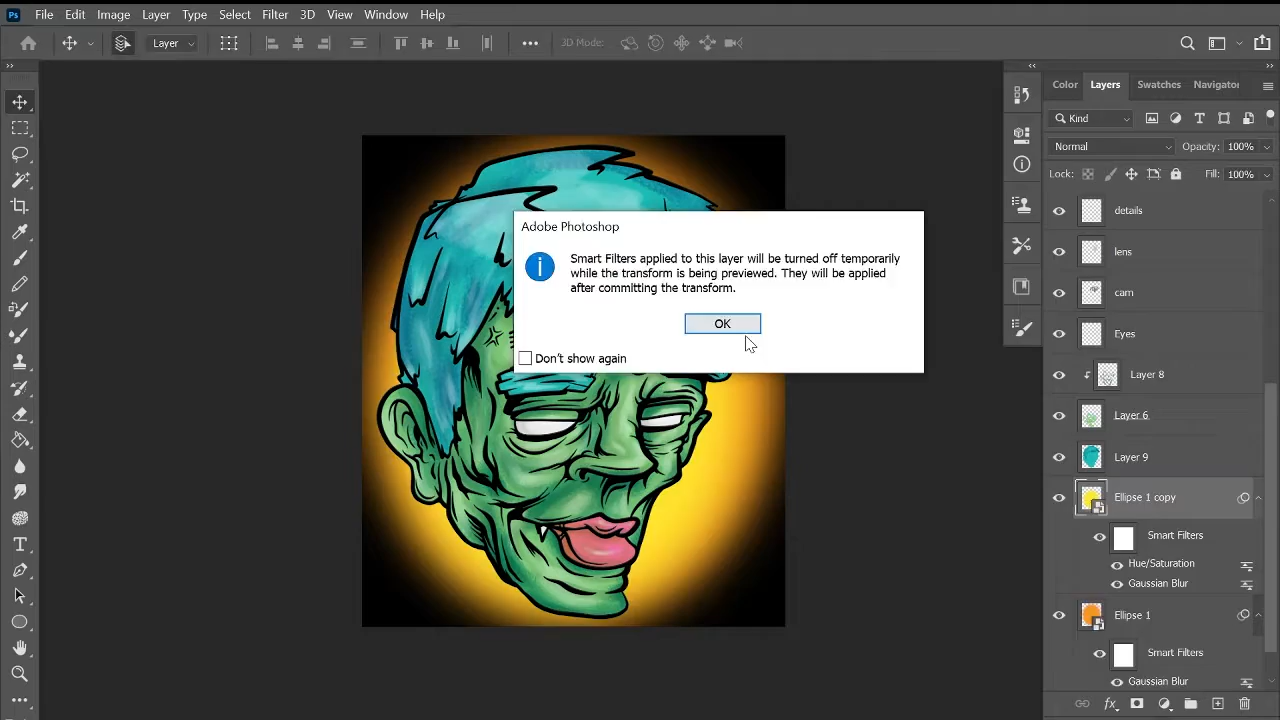 Ps File Edit Image Layer Type Select Filter 3D View Window Help
Layer 3D Mode:
Color Layers Swatches Navigator
Kind
Normal Opacity: 100%
Lock: Fill: 100%
details
lens
cam
Eyes
Layer 8
Layer 6
Layer 9
Ellipse 1 copy
Smart Filters
Hue/Saturation
Gaussian Blur
Ellipse 1
Smart Filters
Gaussian Blur
Adobe Photoshop
Smart Filters applied to this layer will be turned off temporarily
while the transform is being previewed. They will be applied
after committing the transform.
OK
Don't show again